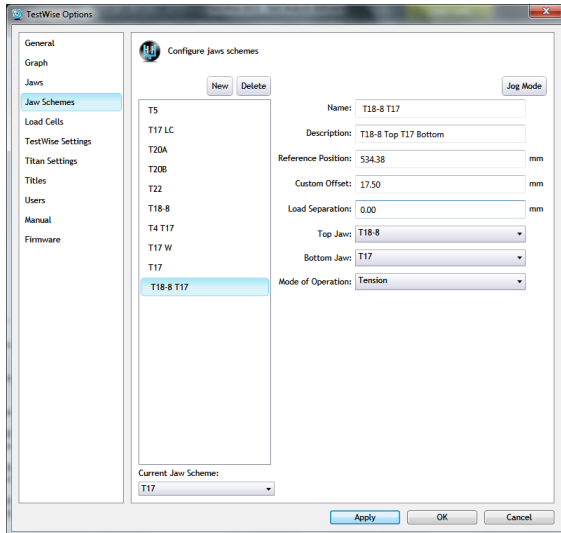 TestWise Options
General
Graph
Jaws
Jaw Schemes
Load Cells
TestWise Settings
Titan Settings
Titles
Users
Manual
Firmware
Configure jaws schemes
New Delete Jog Mode
T5
T17 LC
T20A
T20B
T22
T18-8
T4 T17
T17 W
T17
T18-8 T17
Name: T18-8 T17
Description: T18-8 Top T17 Bottom
Reference Position: 534.38 mm
Custom Offset: 17.50 mm
Load Separation: 0.00 mm
Top Jaw: T18-8
Bottom Jaw: T17
Mode of Operation: Tension
Current Jaw Scheme:
T17
Apply OK Cancel